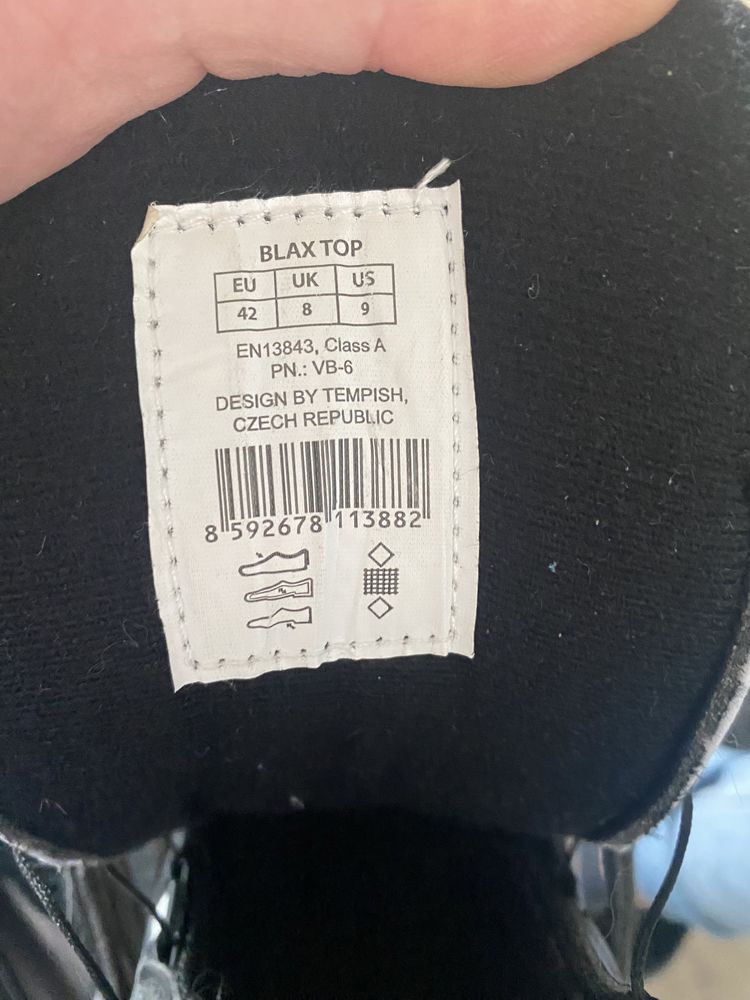 BLAX TOP
EU UK US
42 8 9
EN13843, Class A
PN.: VB-6
DESIGN BY TEMPISH,
CZECH REPUBLIC
8 592678 113882